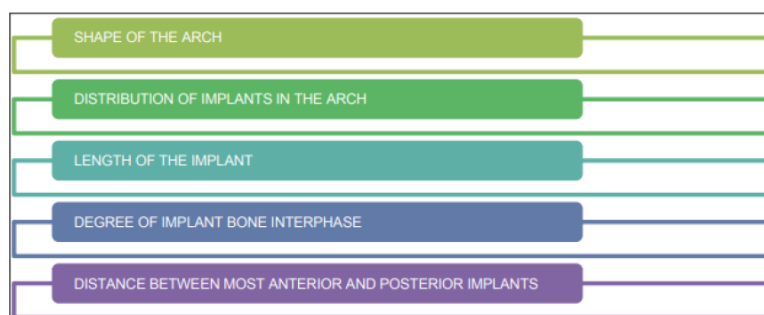 SHAPE OF THE ARCH
DISTRIBUTION OF IMPLANTS IN THE ARCH
LENGTH OF THE IMPLANT
DEGREE OF IMPLANT BONE INTERPHASE
DISTANCE BETWEEN MOST ANTERIOR AND POSTERIOR IMPLANTS